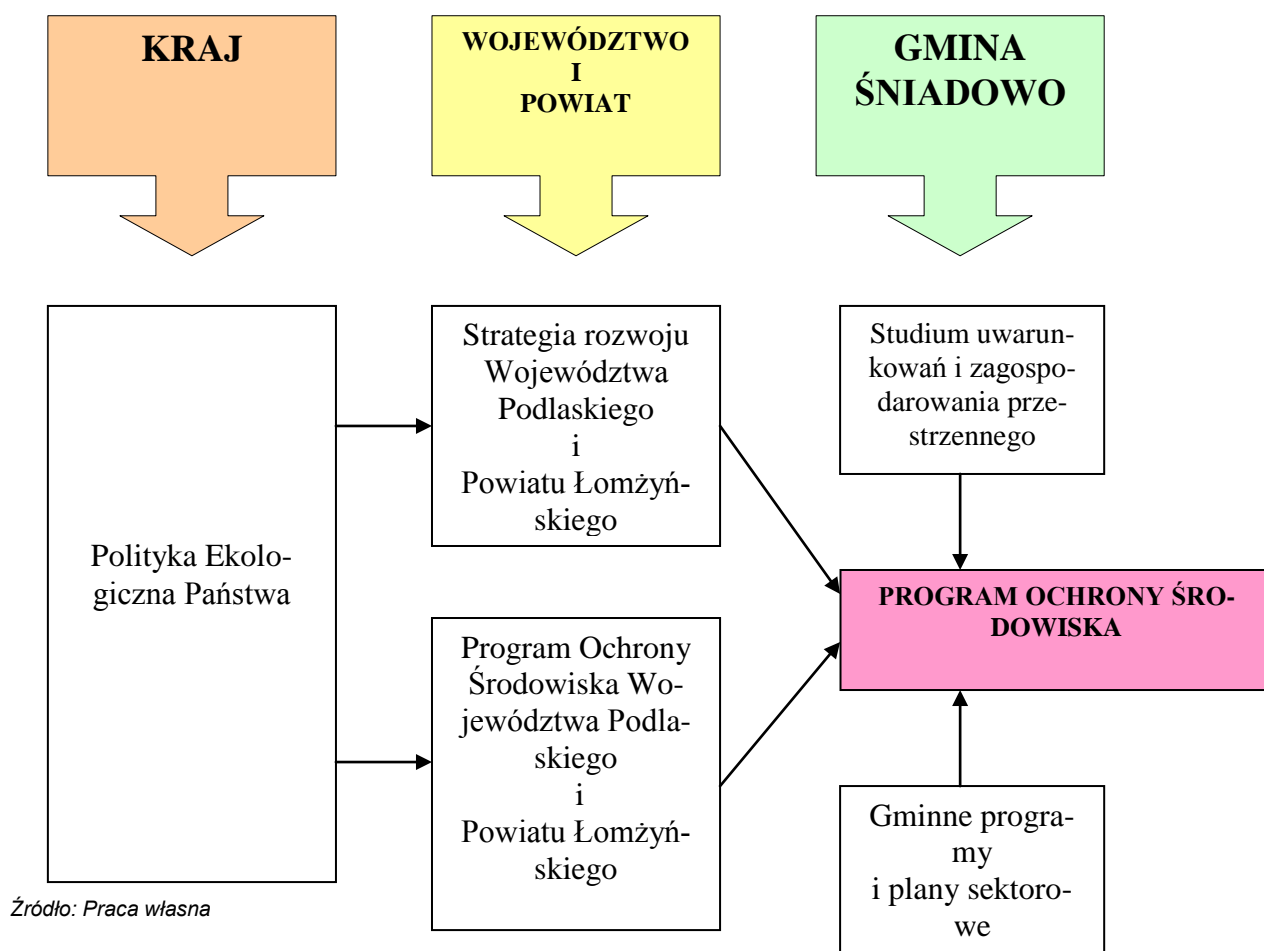 KRAJ
WOJEWÓDZTWO
I
POWIAT
GMINA
ŚNIADOWO
Polityka Ekolo-
giczna Państwa
Strategia rozwoju
Województwa
Podlaskiego
i
Powiatu Łomżyń-
skiego
Program Ochrony
Środowiska Wo-
jewództwa Podla-
skiego
i
Powiatu Łomżyń-
skiego
Studium uwarun-
kowań i zagospo-
darowania prze-
strzennego
PROGRAM OCHRONY ŚRO-
DOWISKA
Gminne progra-
my
i plany sektoro-
we
Źródło: Praca własna